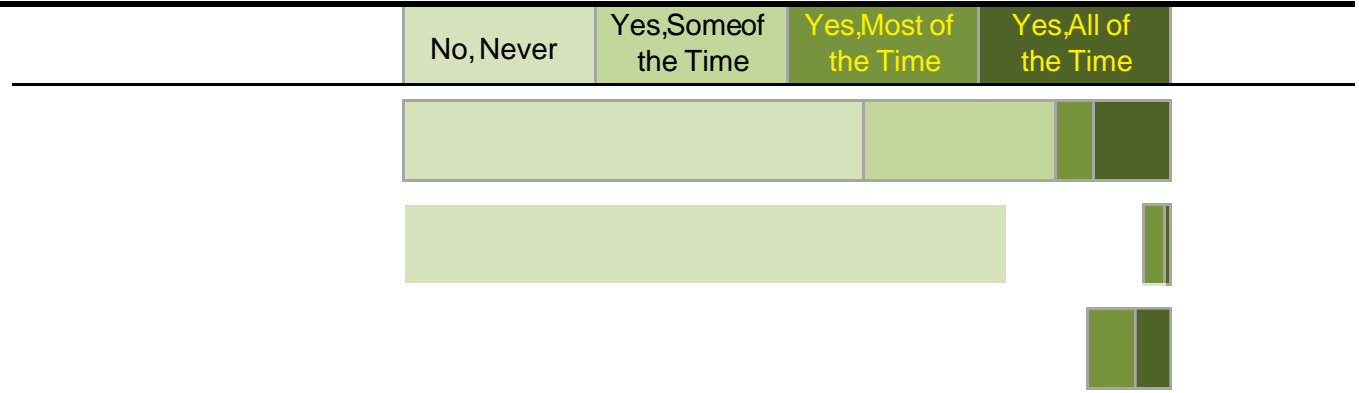 No, Never
Yes,Someof
the Time
Yes,Most of
the Time
Yes,All of
the Time